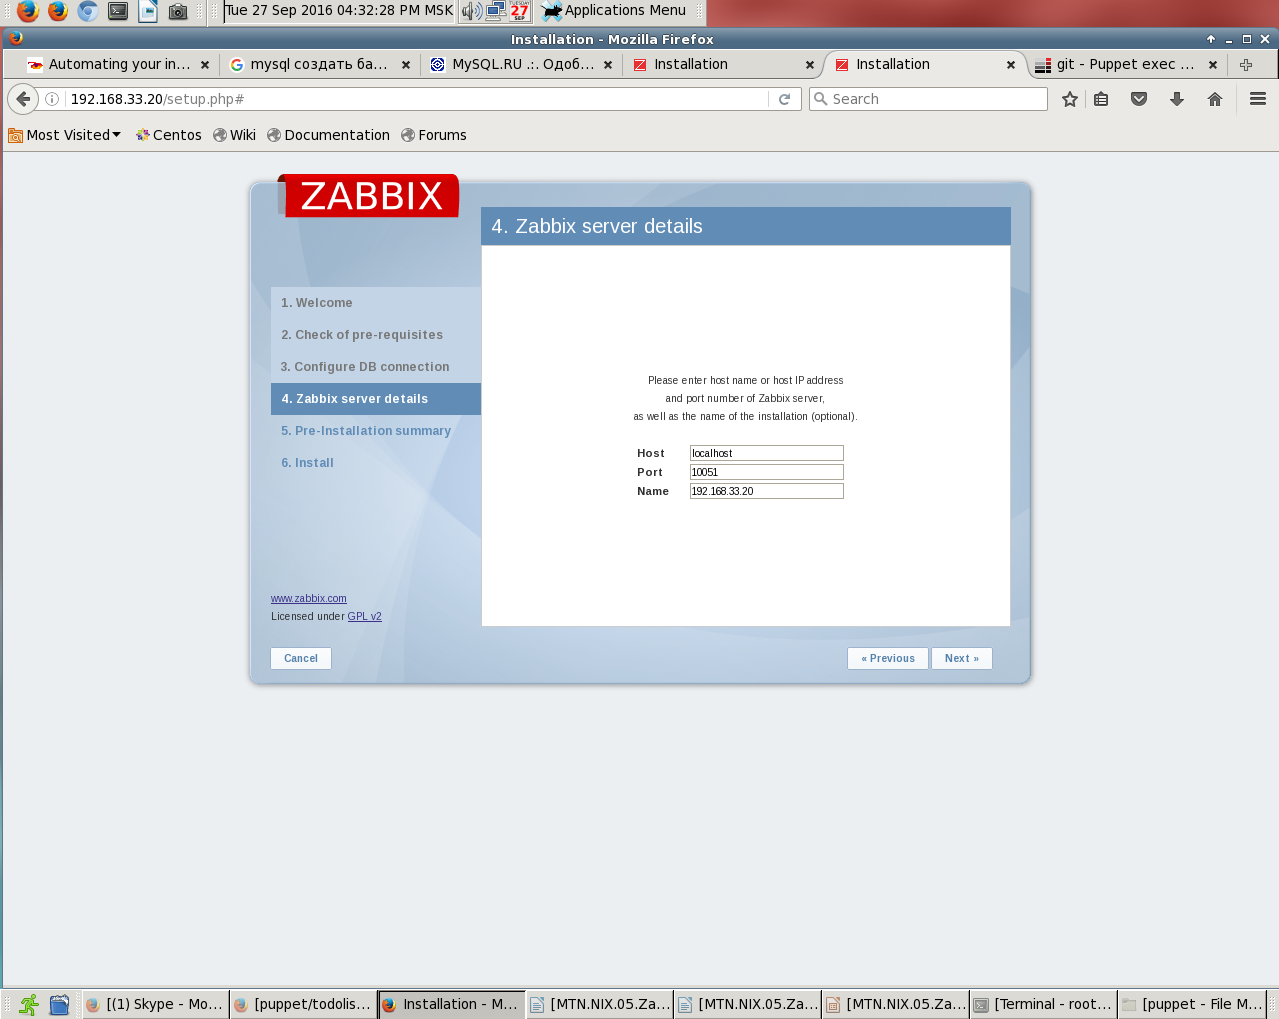 Tue 27 Sep 2016 04:32:28 PM MSK
TUESDAY
27
SEP
Applications Menu
Installation - Mozilla Firefox
Automating your in...
mysql создать ба...
MySQL.RU .:. Одоб...
Installation
Installation
git - Puppet exec ...
192.168.33.20/setup.php#
Search
Most Visited
Centos
Wiki
Documentation
Forums
ZABBIX
4. Zabbix server details
1. Welcome
2. Check of pre-requisites
3. Configure DB connection
4. Zabbix server details
5. Pre-Installation summary
6. Install
Please enter host name or host IP address
and port number of Zabbix server,
as well as the name of the installation (optional).
Host localhost
Port 10051
Name 192.168.33.20
www.zabbix.com
Licensed under GPL v2
Cancel
« Previous
Next »
[(1) Skype - Mo...
[puppet/todolis...
Installation - M...
[MTN.NIX.05.Za...
[MTN.NIX.05.Za...
[MTN.NIX.05.Za...
[Terminal - root...
[puppet - File M...